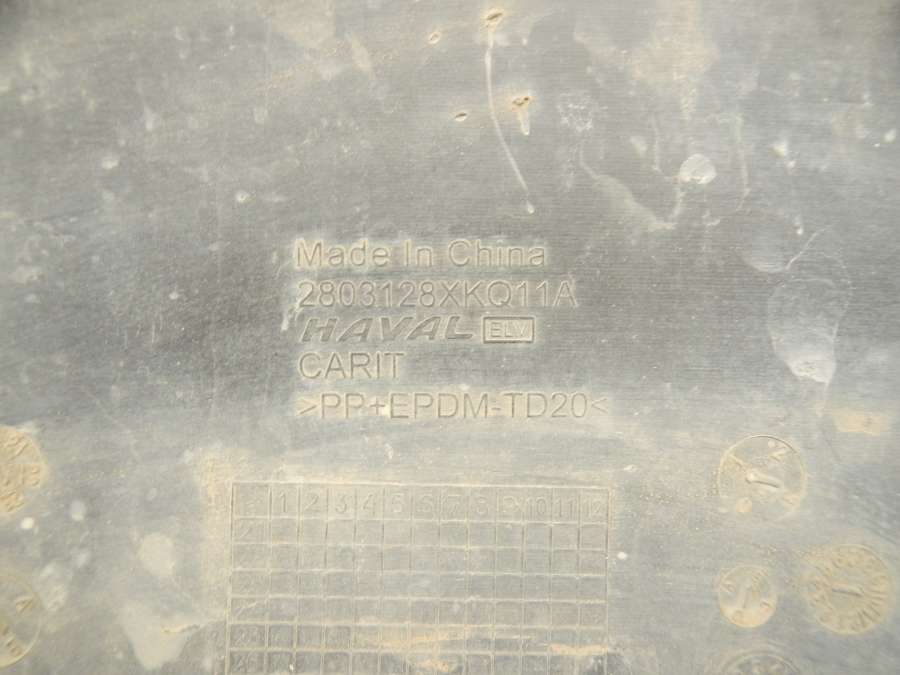 Made In China
2803128XKQ11A
HAVAL ELV
CARIT
>PP+EPDM-TD20<
1 2 3 4 5 6 7 8 9 10 11 12